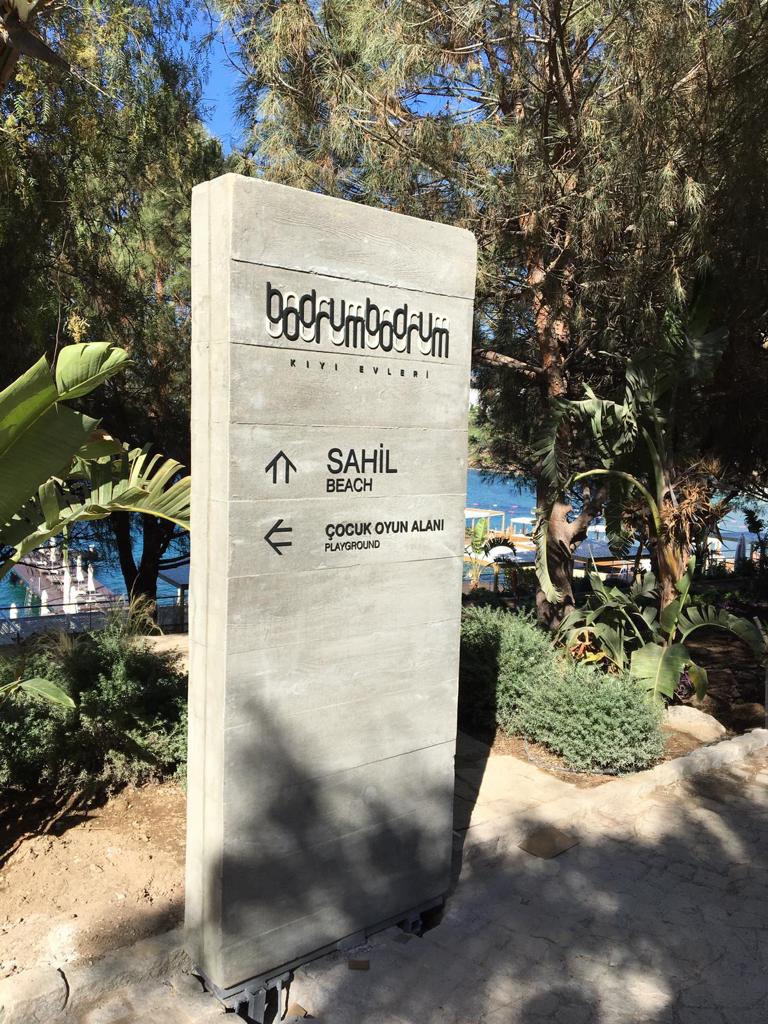 bodrumbodrum
KIYI EVLERİ
SAHİL
BEACH
ÇOCUK OYUN ALANI
PLAYGROUND